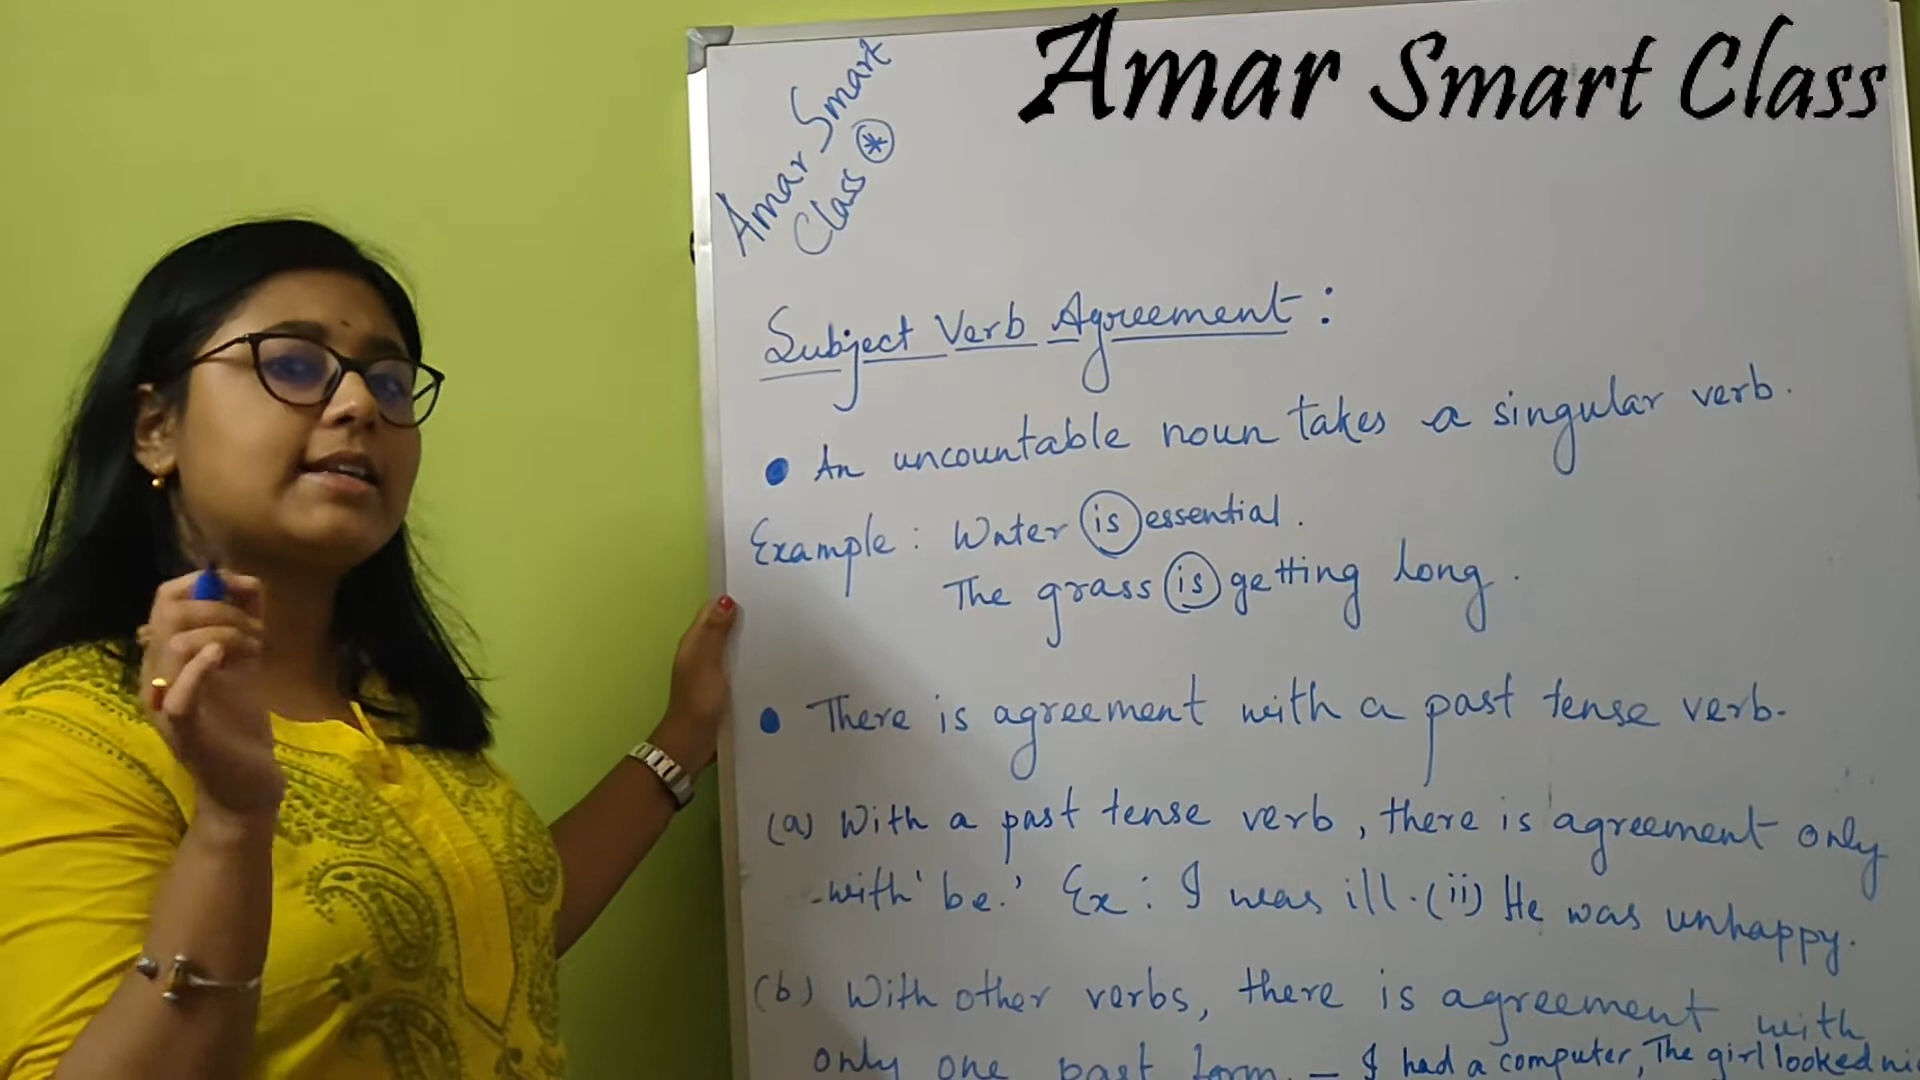 Amar Smart Class
Amar Smart
Class
Subject Verb Agreement :
• An uncountable noun takes a singular verb.
Example : Water is essential.
The grass is getting long.
• There is agreement with a past tense verb.
(a) With a past tense verb, there is agreement only
with 'be.' Ex : I was ill. (ii) He was unhappy.
(b) With other verbs, there is agreement with
only one past form. – I had a computer, The girl looked